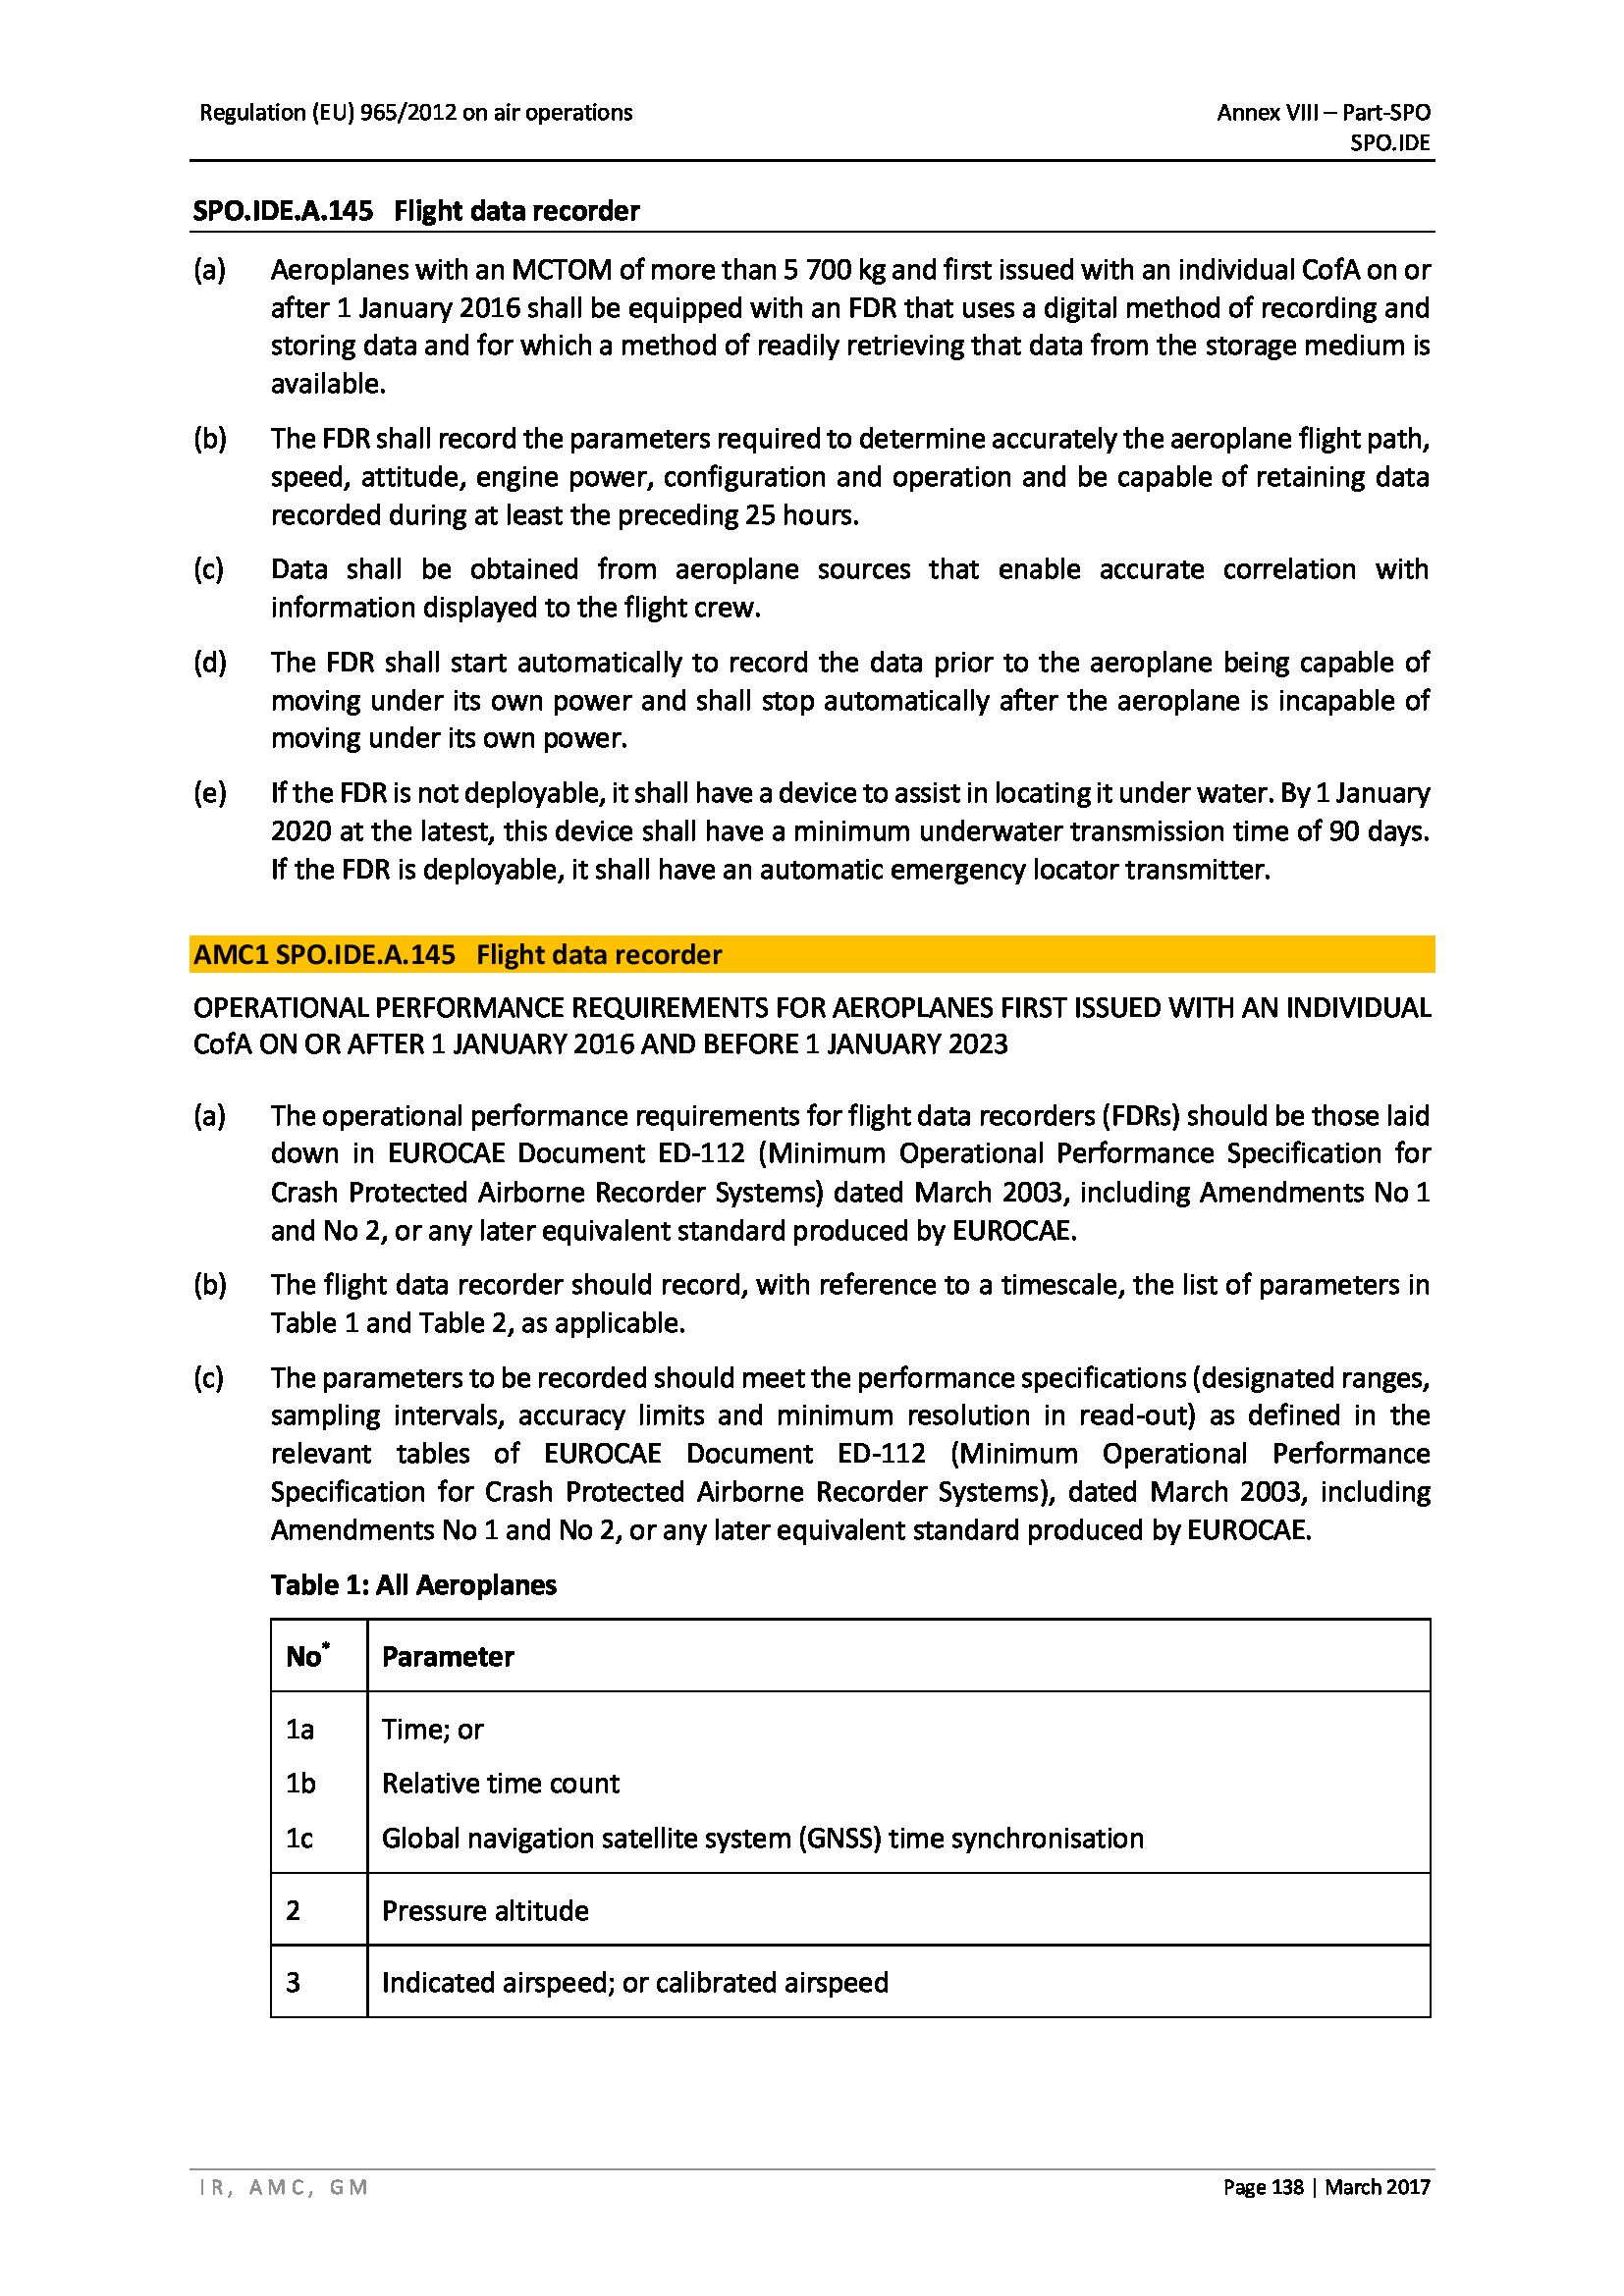 Regulation (EU) 965/2012 on air operations
Annex VIII – Part-SPO
SPO.IDE
SPO.IDE.A.145 Flight data recorder
(a) Aeroplanes with an MCTOM of more than 5 700 kg and first issued with an individual CofA on or
after 1 January 2016 shall be equipped with an FDR that uses a digital method of recording and
storing data and for which a method of readily retrieving that data from the storage medium is
available.
(b) The FDR shall record the parameters required to determine accurately the aeroplane flight path,
speed, attitude, engine power, configuration and operation and be capable of retaining data
recorded during at least the preceding 25 hours.
(c) Data shall be obtained from aeroplane sources that enable accurate correlation with
information displayed to the flight crew.
(d) The FDR shall start automatically to record the data prior to the aeroplane being capable of
moving under its own power and shall stop automatically after the aeroplane is incapable of
moving under its own power.
(e) If the FDR is not deployable, it shall have a device to assist in locating it under water. By 1 January
2020 at the latest, this device shall have a minimum underwater transmission time of 90 days.
If the FDR is deployable, it shall have an automatic emergency locator transmitter.
AMC1 SPO.IDE.A.145 Flight data recorder
OPERATIONAL PERFORMANCE REQUIREMENTS FOR AEROPLANES FIRST ISSUED WITH AN INDIVIDUAL
CofA ON OR AFTER 1 JANUARY 2016 AND BEFORE 1 JANUARY 2023
(a) The operational performance requirements for flight data recorders (FDRs) should be those laid
down in EUROCAE Document ED-112 (Minimum Operational Performance Specification for
Crash Protected Airborne Recorder Systems) dated March 2003, including Amendments No 1
and No 2, or any later equivalent standard produced by EUROCAE.
(b) The flight data recorder should record, with reference to a timescale, the list of parameters in
Table 1 and Table 2, as applicable.
(c) The parameters to be recorded should meet the performance specifications (designated ranges,
sampling intervals, accuracy limits and minimum resolution in read-out) as defined in the
relevant tables of EUROCAE Document ED-112 (Minimum Operational Performance
Specification for Crash Protected Airborne Recorder Systems), dated March 2003, including
Amendments No 1 and No 2, or any later equivalent standard produced by EUROCAE.
Table 1: All Aeroplanes
No* Parameter
1a Time; or
1b Relative time count
1c Global navigation satellite system (GNSS) time synchronisation
2 Pressure altitude
3 Indicated airspeed; or calibrated airspeed
IR, AMC, GM
Page 138 | March 2017